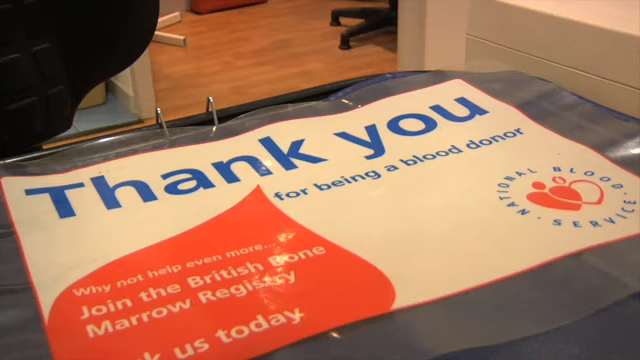 Thank you
for being a blood donor
NATIONAL BLOOD
• SERVICE •
Why not help even more...
Join the British Bone
Marrow Registry
us today